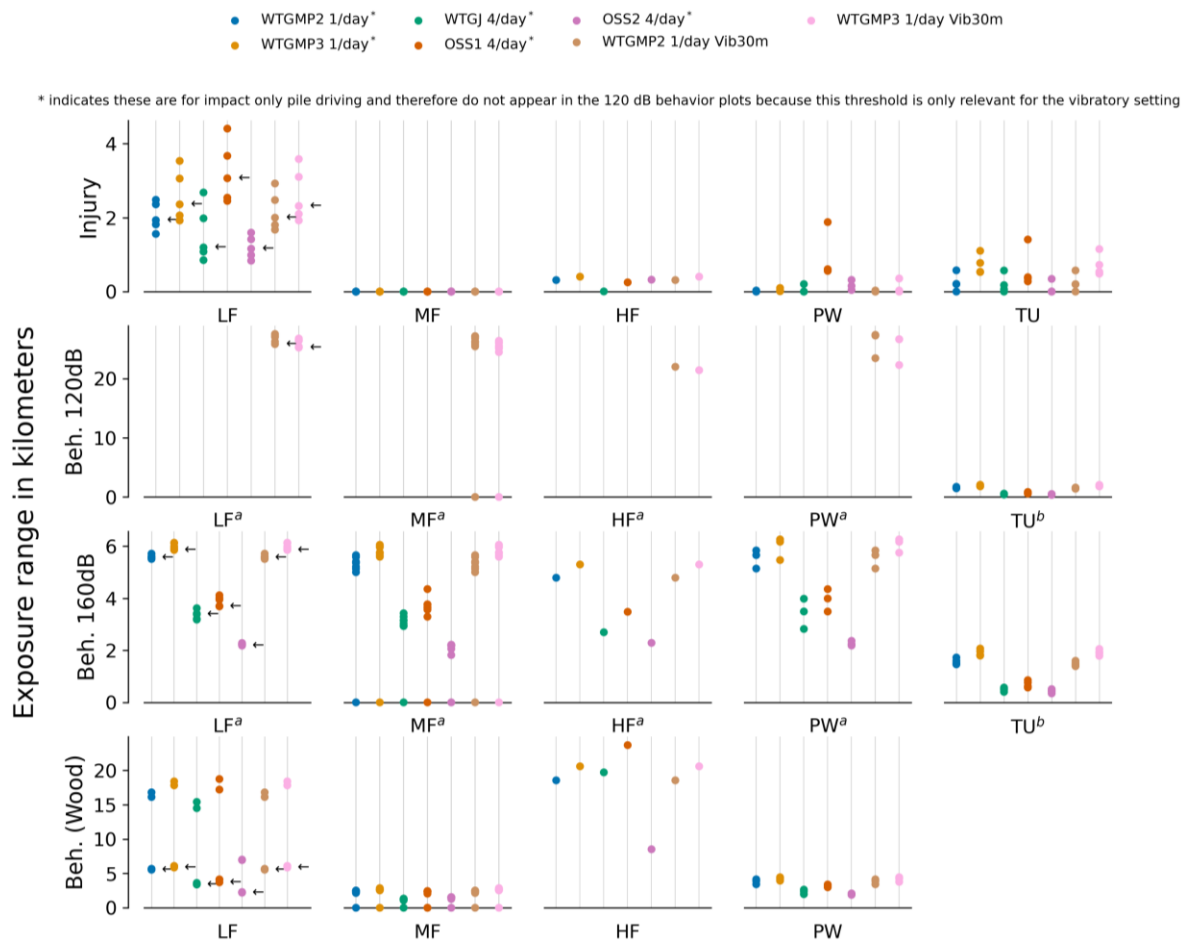 WTGMP2 1/day* WTGJ 4/day* OSS2 4/day* WTGMP3 1/day Vib30m
WTGMP3 1/day* OSS1 4/day* WTGMP2 1/day Vib30m
* indicates these are for impact only pile driving and therefore do not appear in the 120 dB behavior plots because this threshold is only relevant for the vibratory setting
Exposure range in kilometers
Injury
4
2
0
LF MF HF PW TU
Beh. 120dB
20
10
0
LFᵃ MFᵃ HFᵃ PWᵃ TUᵇ
Beh. 160dB
6
4
2
0
LFᵃ MFᵃ HFᵃ PWᵃ TUᵇ
Beh. (Wood)
20
15
10
5
0
LF MF HF PW